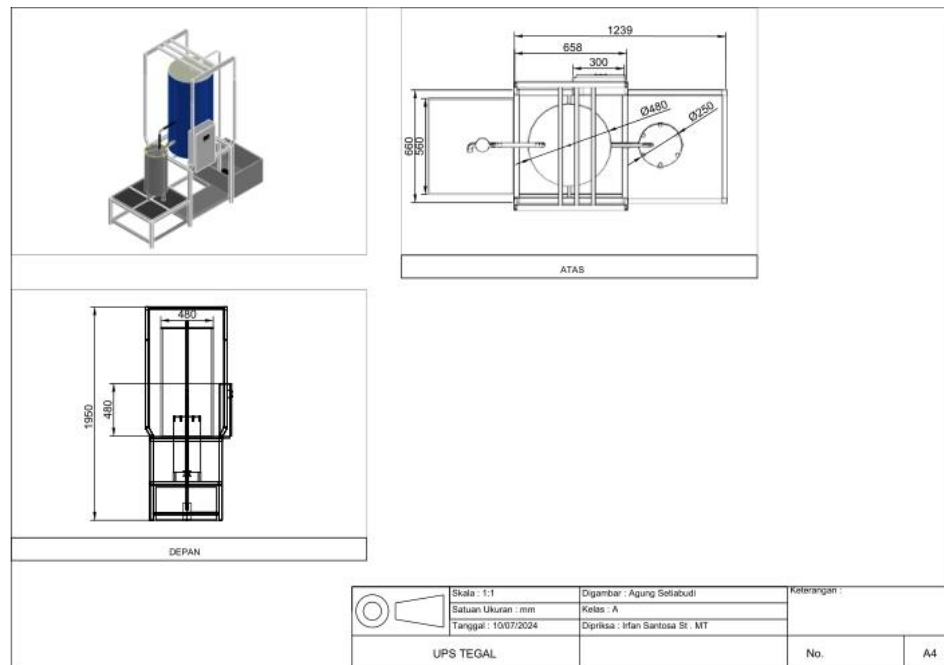 1239
658
300
Ø480
Ø250
660
560
ATAS
480
1950
480
DEPAN
Skala : 1:1
Digambar : Agung Setiabudi
Keterangan :
Satuan Ukuran : mm
Kelas : A
Tanggal : 10/07/2024
Dipriksa : Irfan Santosa St . MT
UPS TEGAL
No.
A4